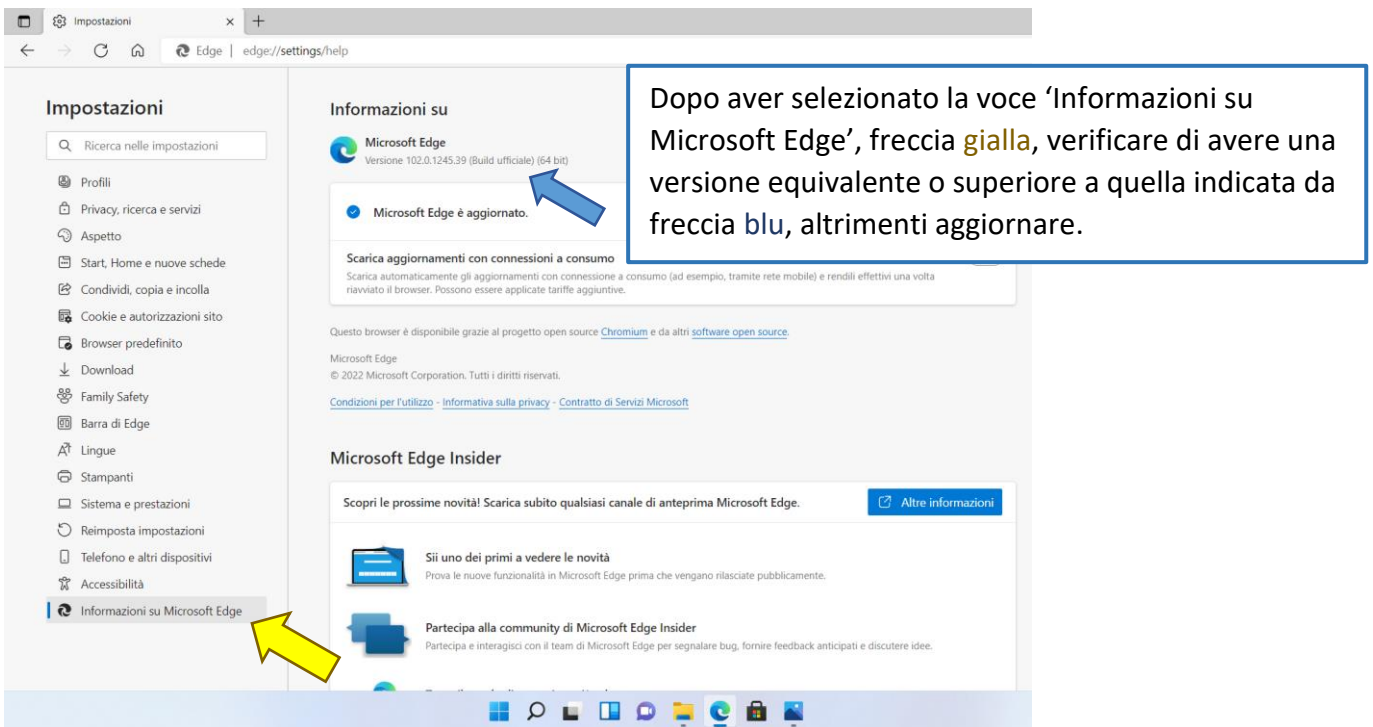 Impostazioni
Edge | edge://settings/help
Impostazioni
Ricerca nelle impostazioni
Profili
Privacy, ricerca e servizi
Aspetto
Start, Home e nuove schede
Condividi, copia e incolla
Cookie e autorizzazioni sito
Browser predefinito
Download
Family Safety
Barra di Edge
Lingue
Stampanti
Sistema e prestazioni
Reimposta impostazioni
Telefono e altri dispositivi
Accessibilità
Informazioni su Microsoft Edge
Informazioni su
Microsoft Edge
Versione 102.0.1245.39 (Build ufficiale) (64 bit)
Microsoft Edge è aggiornato.
Scarica aggiornamenti con connessioni a consumo
Scarica automaticamente gli aggiornamenti con connessione a consumo (ad esempio, tramite rete mobile) e rendili effettivi una volta
riavviato il browser. Possono essere applicate tariffe aggiuntive.
Questo browser è disponibile grazie al progetto open source Chromium e da altri software open source.
Microsoft Edge
© 2022 Microsoft Corporation. Tutti i diritti riservati.
Condizioni per l'utilizzo - Informativa sulla privacy - Contratto di Servizi Microsoft
Microsoft Edge Insider
Scopri le prossime novità! Scarica subito qualsiasi canale di anteprima Microsoft Edge.
Altre informazioni
Sii uno dei primi a vedere le novità
Prova le nuove funzionalità in Microsoft Edge prima che vengano rilasciate pubblicamente.
Partecipa alla community di Microsoft Edge Insider
Partecipa e interagisci con il team di Microsoft Edge per segnalare bug, fornire feedback anticipati e discutere idee.
Dopo aver selezionato la voce ‘Informazioni su
Microsoft Edge’, freccia gialla, verificare di avere una
versione equivalente o superiore a quella indicata da
freccia blu, altrimenti aggiornare.